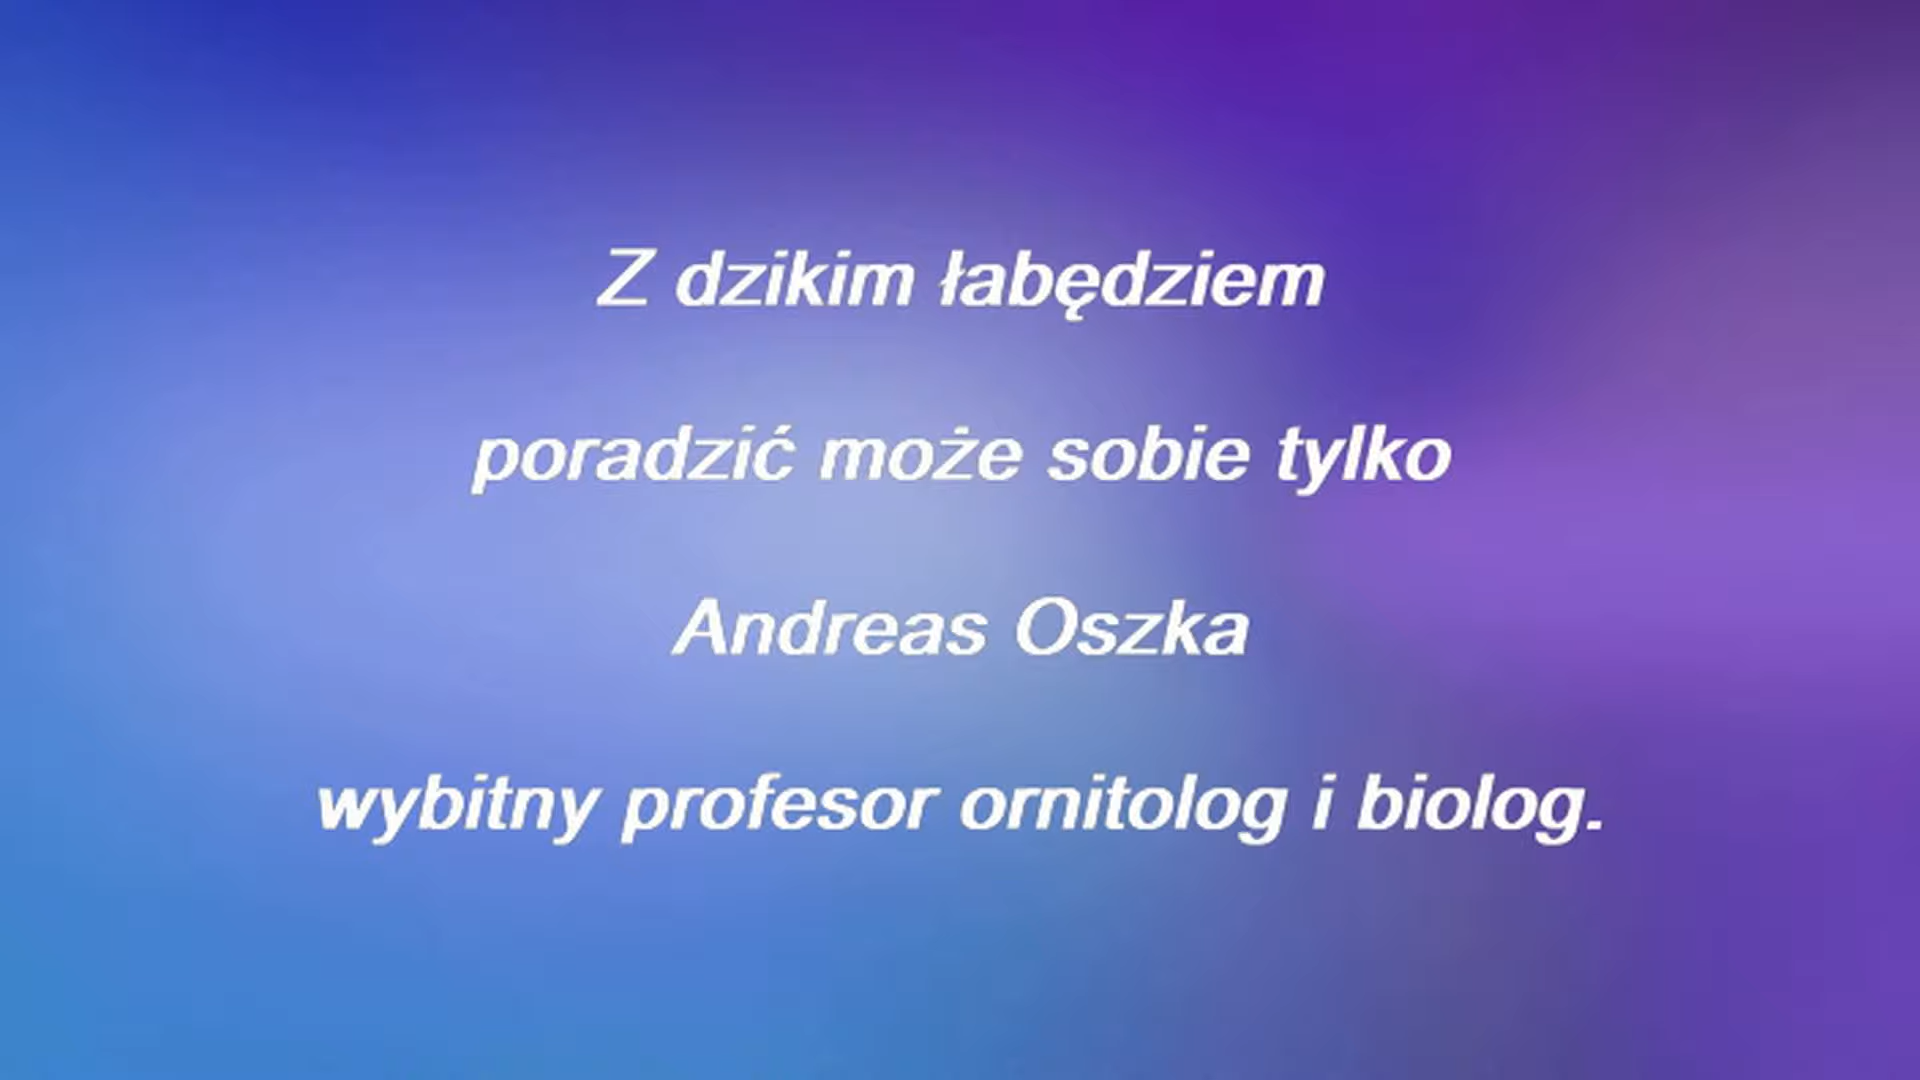 Z dzikim łabędziem
poradzić może sobie tylko
Andreas Oszka
wybitny profesor ornitolog i biolog.